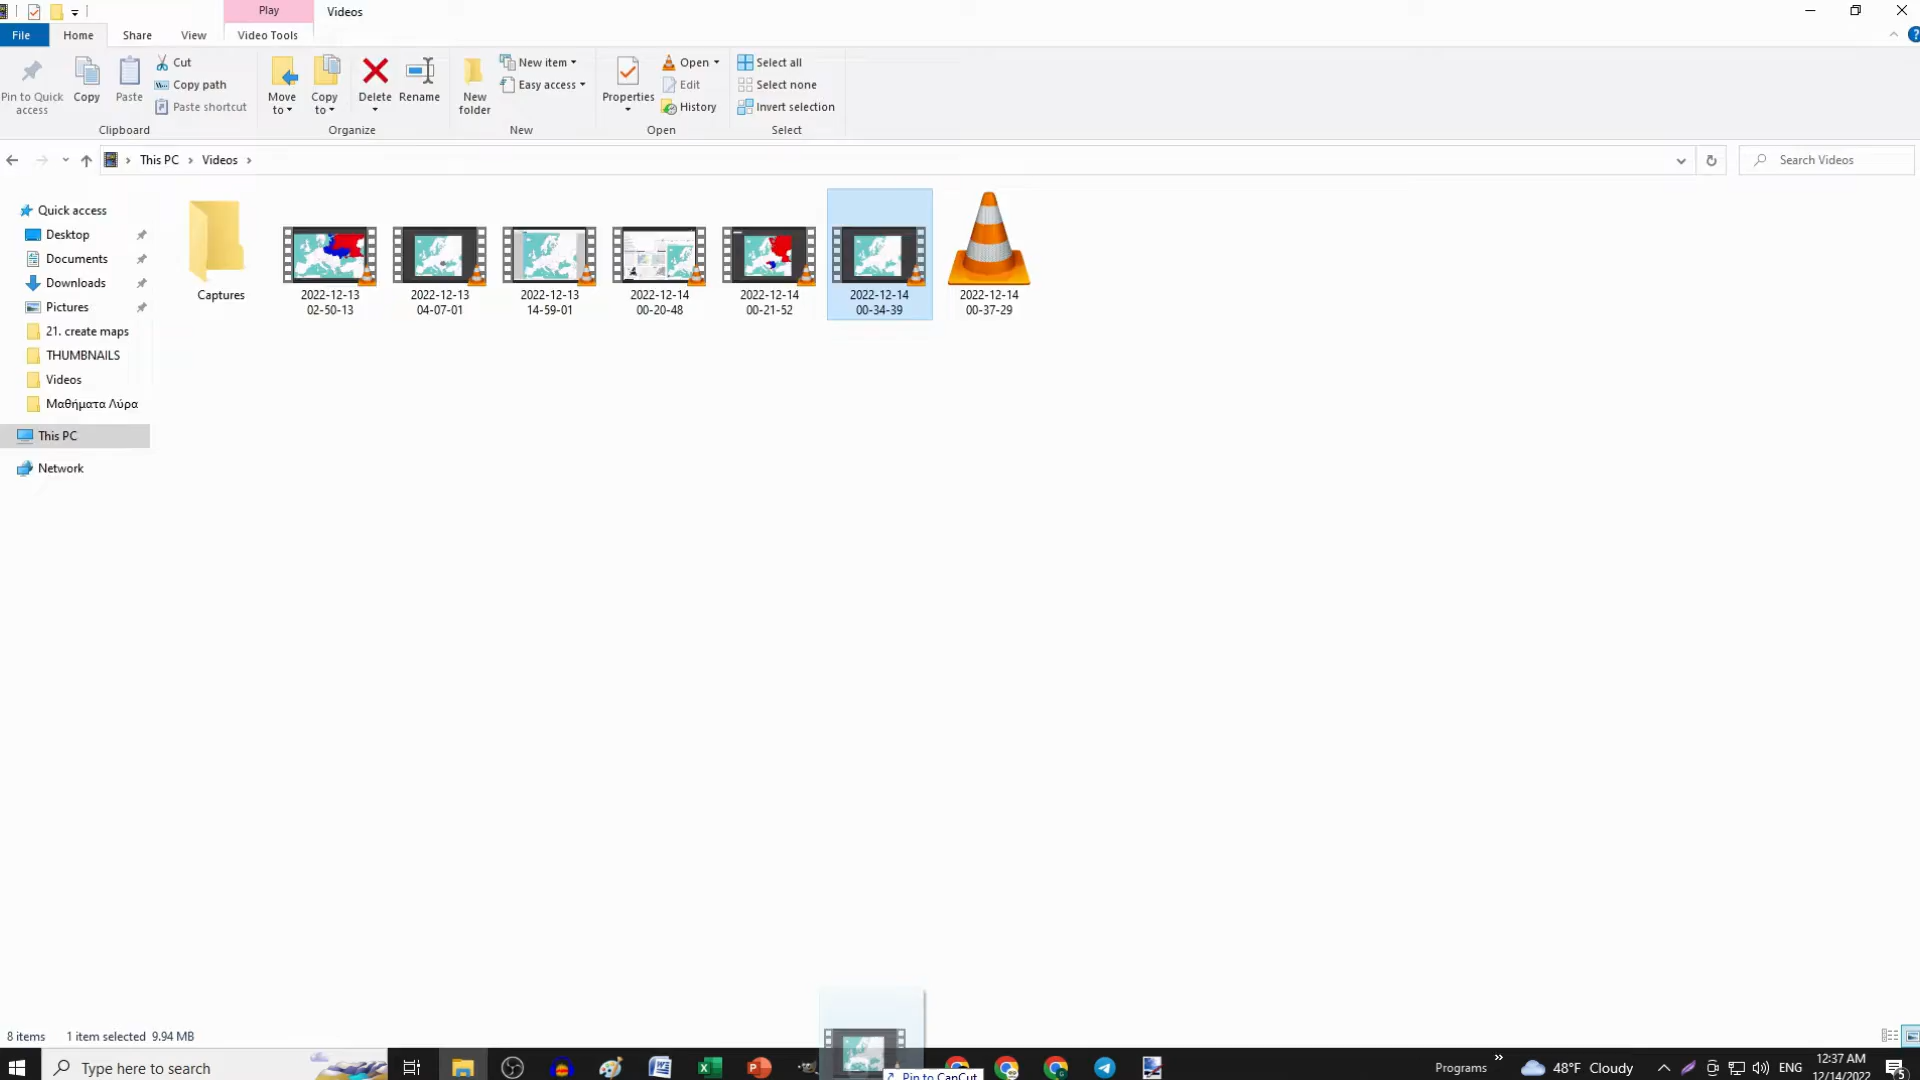 Play
Videos
File
Home
Share
View
Video Tools
Pin to Quick
access
Copy
Paste
Cut
Copy path
Paste shortcut
Clipboard
Move
to
Copy
to
Delete
Rename
Organize
New
folder
New item
Easy access
New
Properties
Open
Edit
History
Open
Select all
Select none
Invert selection
Select
This PC
Videos
Search Videos
Quick access
Desktop
Documents
Downloads
Pictures
21. create maps
THUMBNAILS
Videos
Μαθήματα Λύρα
This PC
Network
Captures
2022-12-13
02-50-13
2022-12-13
04-07-01
2022-12-13
14-59-01
2022-12-14
00-20-48
2022-12-14
00-21-52
2022-12-14
00-34-39
2022-12-14
00-37-29
8 items
1 item selected 9.94 MB
Type here to search
Pin to CapCut
Programs
48°F Cloudy
ENG
12:37 AM
12/14/2022
5